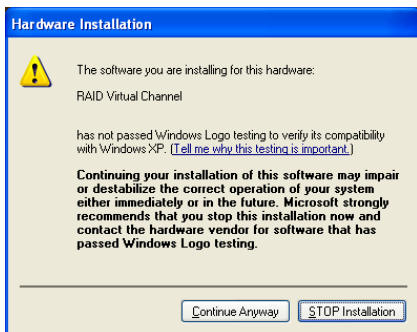 Hardware Installation
The software you are installing for this hardware:
RAID Virtual Channel
has not passed Windows Logo testing to verify its compatibility
with Windows XP. (Tell me why this testing is important.)
Continuing your installation of this software may impair
or destabilize the correct operation of your system
either immediately or in the future. Microsoft strongly
recommends that you stop this installation now and
contact the hardware vendor for software that has
passed Windows Logo testing.
Continue Anyway
STOP Installation